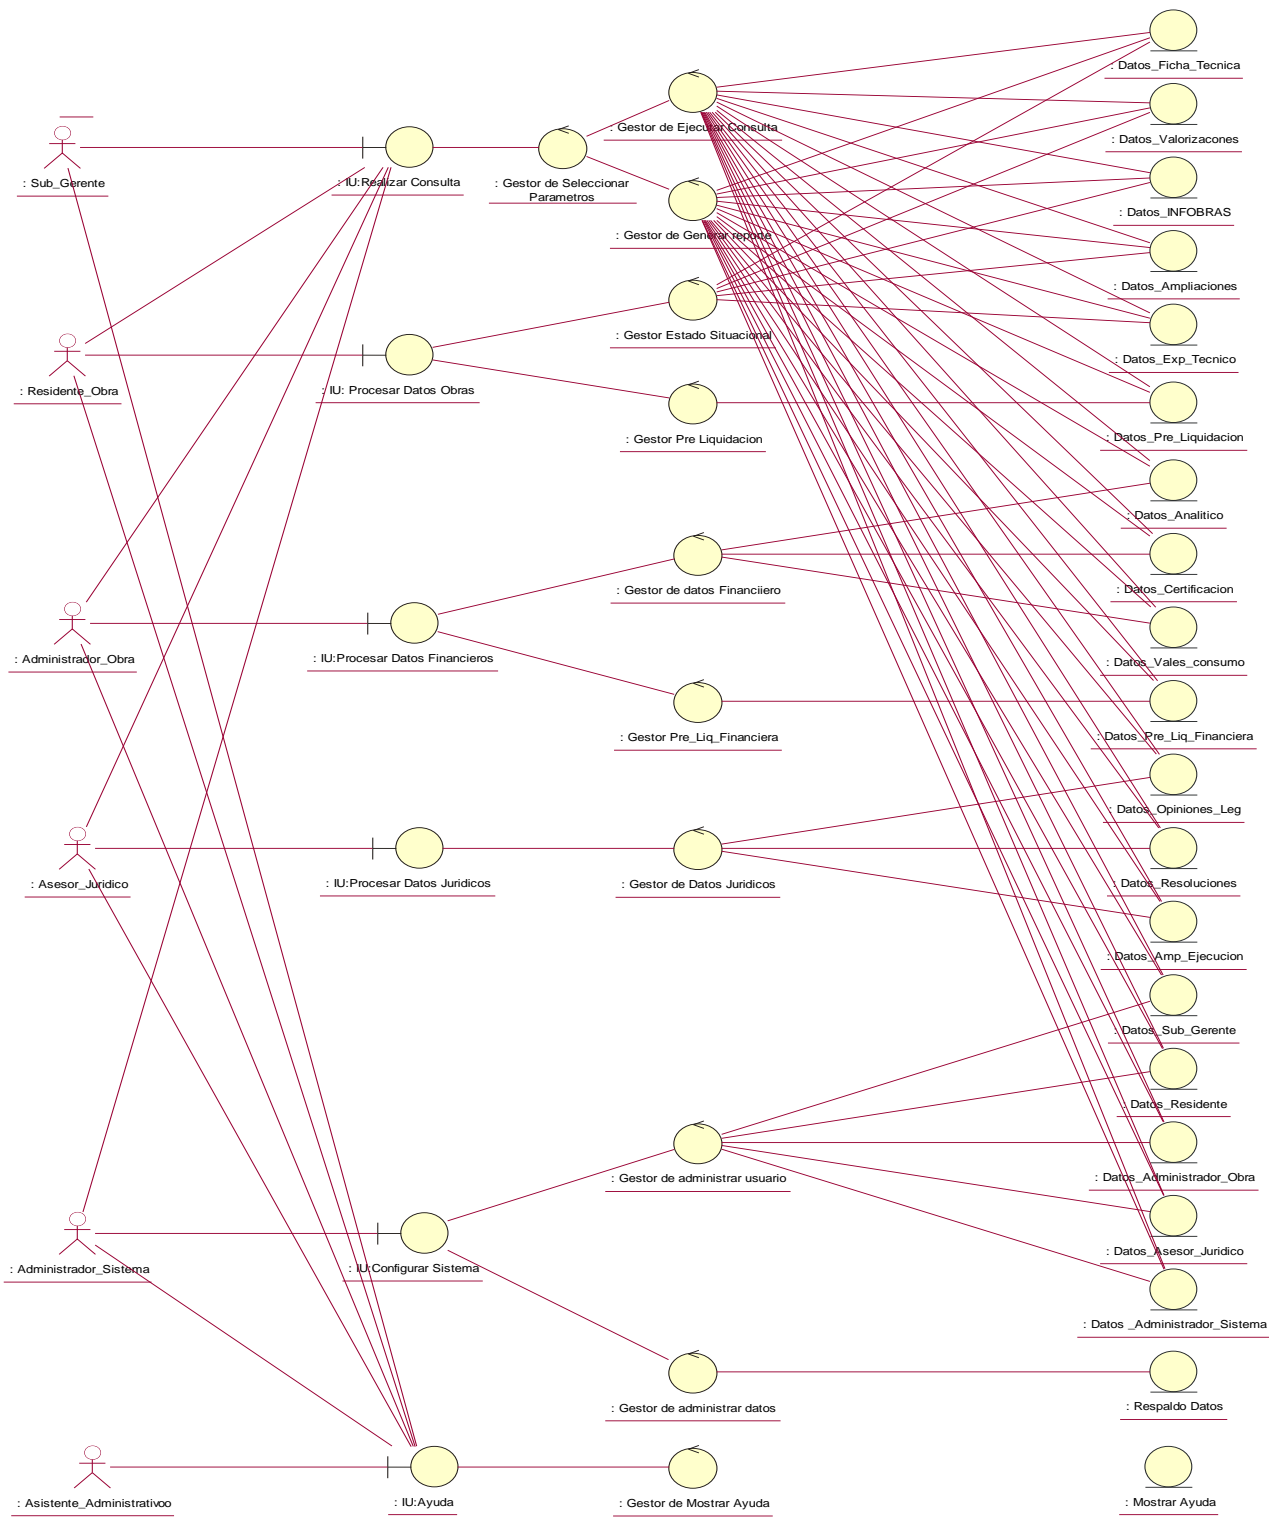 : Datos_Ficha_Tecnica
: Gestor de Ejecutar Consulta
: Datos_Valorizacones
: Sub_Gerente
: IU:Realizar Consulta
: Gestor de Seleccionar
Parametros
: Datos_INFOBRAS
: Gestor de Generar reporte
: Datos_Ampliaciones
: Gestor Estado Situacional
: Datos_Exp_Tecnico
: Residente_Obra
: IU: Procesar Datos Obras
: Gestor Pre Liquidacion
: Datos_Pre_Liquidacion
: Datos_Analitico
: Gestor de datos Financiiero
: Datos_Certificacion
: Administrador_Obra
: IU:Procesar Datos Financieros
: Datos_Vales_consumo
: Gestor Pre_Liq_Financiera
: Datos_Pre_Liq_Financiera
: Datos_Opiniones_Leg
: Asesor_Juridico
: IU:Procesar Datos Juridicos
: Gestor de Datos Juridicos
: Datos_Resoluciones
: Datos_Amp_Ejecucion
: Datos_Sub_Gerente
: Datos_Residente
: Gestor de administrar usuario
: Datos_Administrador_Obra
: Datos_Asesor_Juridico
: Administrador_Sistema
: IU:Configurar Sistema
: Datos _Administrador_Sistema
: Gestor de administrar datos
: Respaldo Datos
: Asistente_Administrativoo
: IU:Ayuda
: Gestor de Mostrar Ayuda
: Mostrar Ayuda